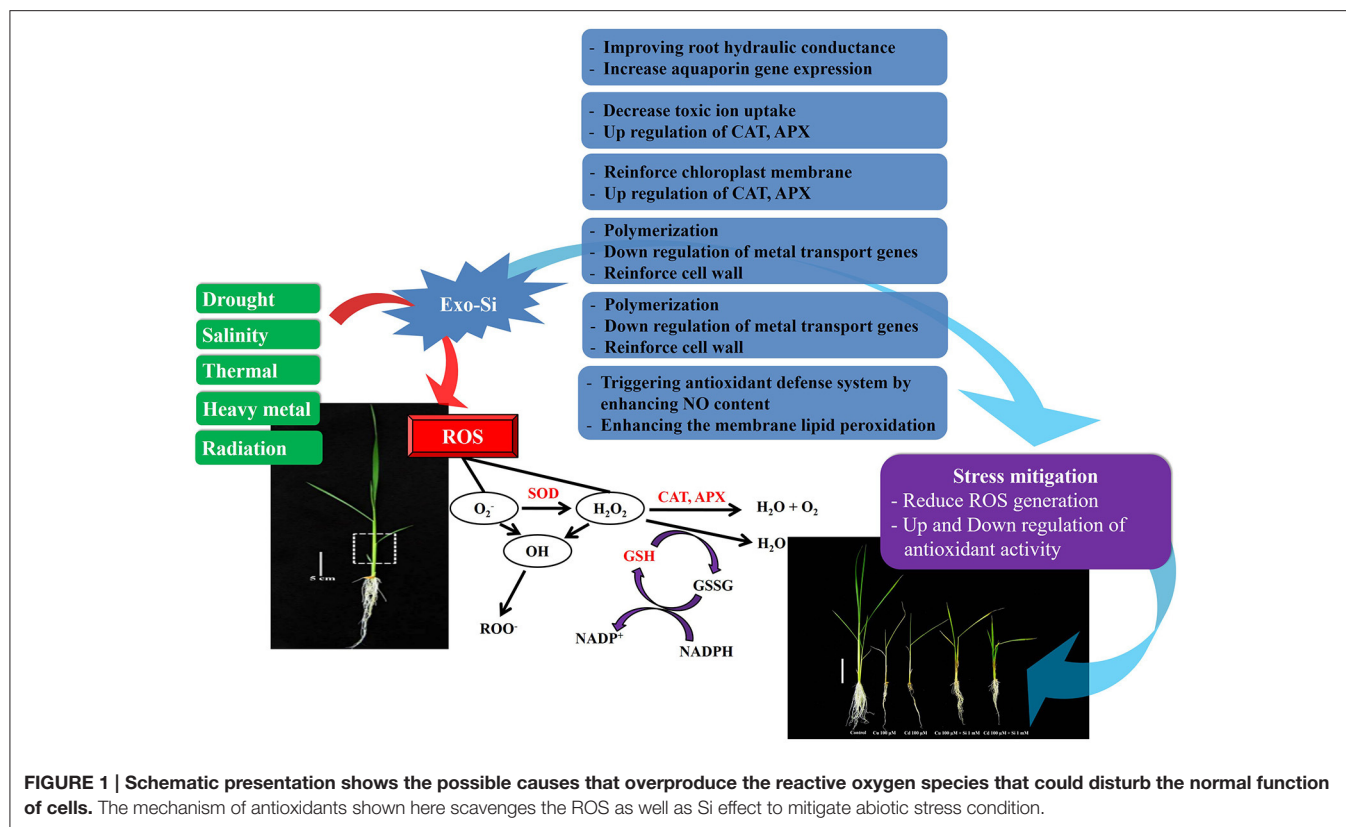 - Improving root hydraulic conductance
- Increase aquaporin gene expression
- Decrease toxic ion uptake
- Up regulation of CAT, APX
- Reinforce chloroplast membrane
- Up regulation of CAT, APX
- Polymerization
- Down regulation of metal transport genes
- Reinforce cell wall
- Polymerization
- Down regulation of metal transport genes
- Reinforce cell wall
- Triggering antioxidant defense system by
enhancing NO content
- Enhancing the membrane lipid peroxidation
Exo-Si
Drought
Salinity
Thermal
Heavy metal
Radiation
5 cm
ROS
O₂⁻
SOD
H₂O₂
CAT, APX
H₂O + O₂
OH
H₂O
GSH
GSSG
ROO⁻
NADP⁺
NADPH
Stress mitigation
- Reduce ROS generation
- Up and Down regulation of
antioxidant activity
Control Cu 100 µM Cd 100 µM Cu 100 µM + Si 1 mM Cd 100 µM + Si 1 mM
FIGURE 1 | Schematic presentation shows the possible causes that overproduce the reactive oxygen species that could disturb the normal function
of cells. The mechanism of antioxidants shown here scavenges the ROS as well as Si effect to mitigate abiotic stress condition.